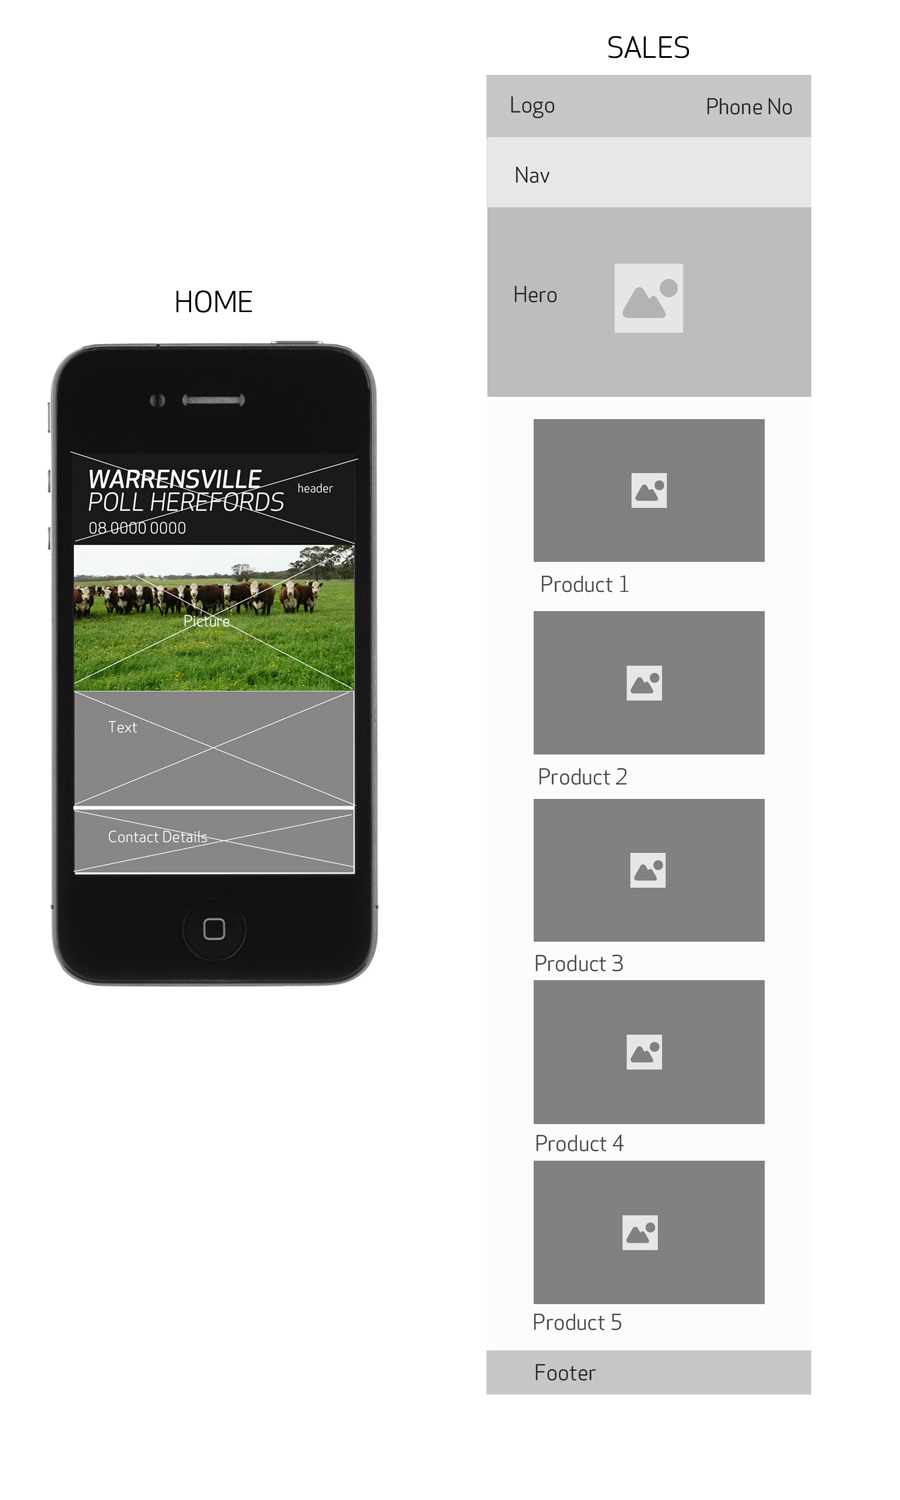 HOME
WARRENSVILLE
POLL HEREFORDS
header
08 0000 0000
Picture
Text
Contact Details
SALES
Logo
Phone No
Nav
Hero
Product 1
Product 2
Product 3
Product 4
Product 5
Footer